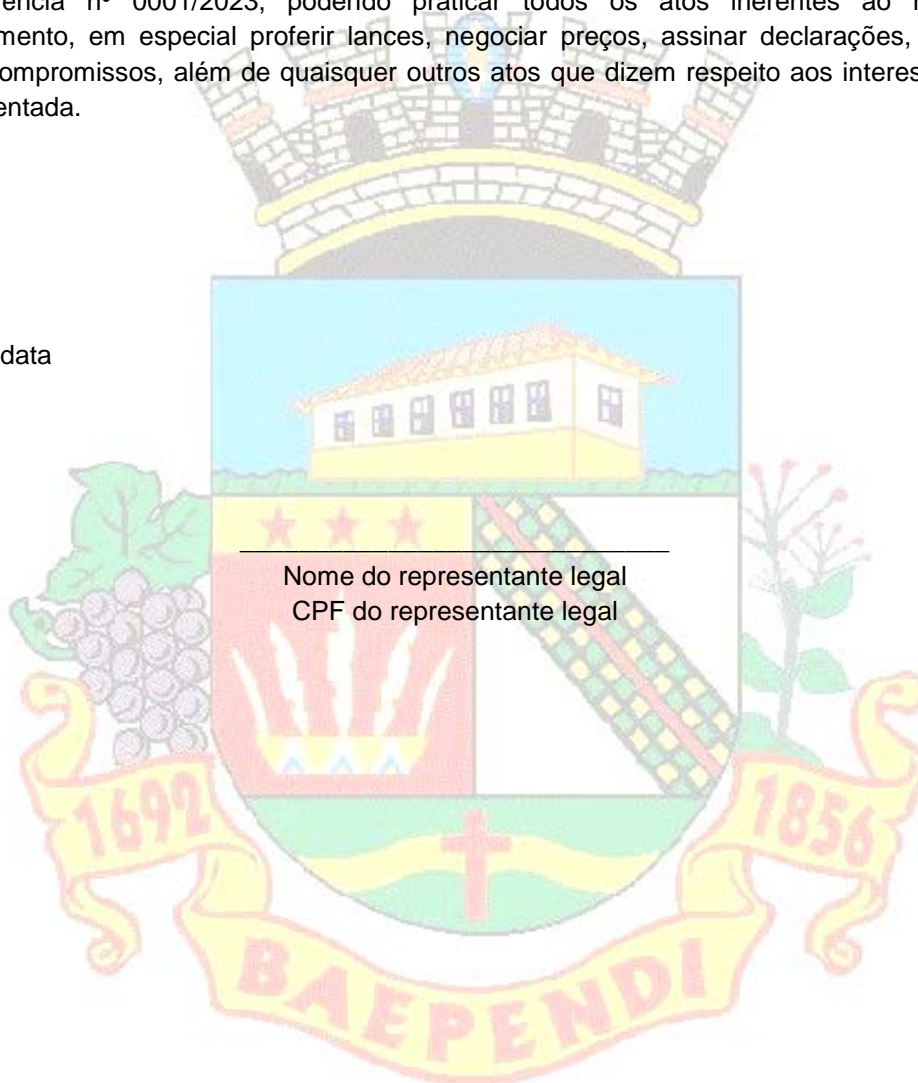 rência nº 0001/2023, podendo praticar todos os atos inerentes ao
mento, em especial proferir lances, negociar preços, assinar declarações,
ompromissos, além de quaisquer outros atos que dizem respeito aos interes
entada.
data
Nome do representante legal
CPF do representante legal
1692
1856
BAEPENDI